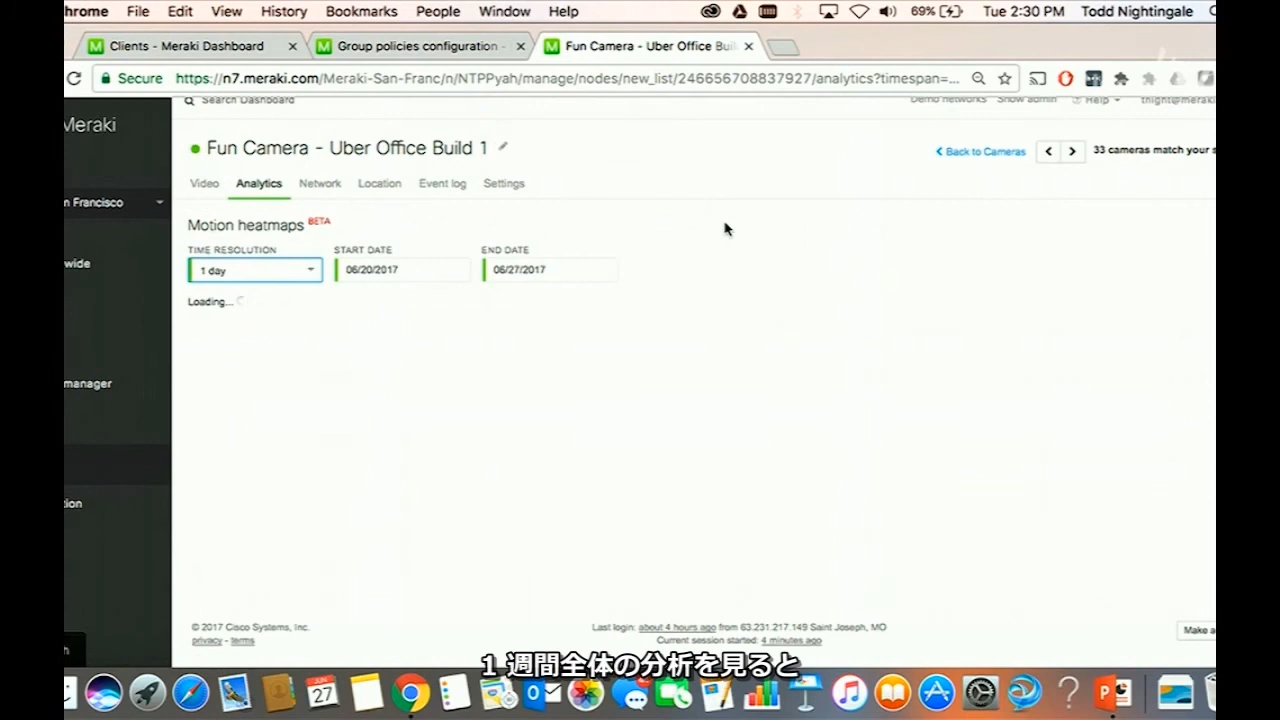 hrome File Edit View History Bookmarks People Window Help 69% Tue 2:30 PM Todd Nightingale
Clients - Meraki Dashboard Group policies configuration - Fun Camera - Uber Office Buil
Secure https://n7.meraki.com/Meraki-San-Franc/n/NTPPyah/manage/nodes/new_list/246656708837927/analytics?timespan=...
Search Dashboard Demo networks Show admin Help tnight@meraki
Meraki
Fun Camera - Uber Office Build 1
Back to Cameras 33 cameras match your s
Video Analytics Network Location Event log Settings
n Francisco
Motion heatmaps BETA
TIME RESOLUTION START DATE END DATE
wide
1 day 06/20/2017 06/27/2017
Loading...
manager
tion
© 2017 Cisco Systems, Inc. Last login: about 4 hours ago from 63.231.217.149 Saint Joseph, MO
privacy - terms Current session started: 4 minutes ago
Make a
h
1 週間全体の分析を見ると
JUN
27